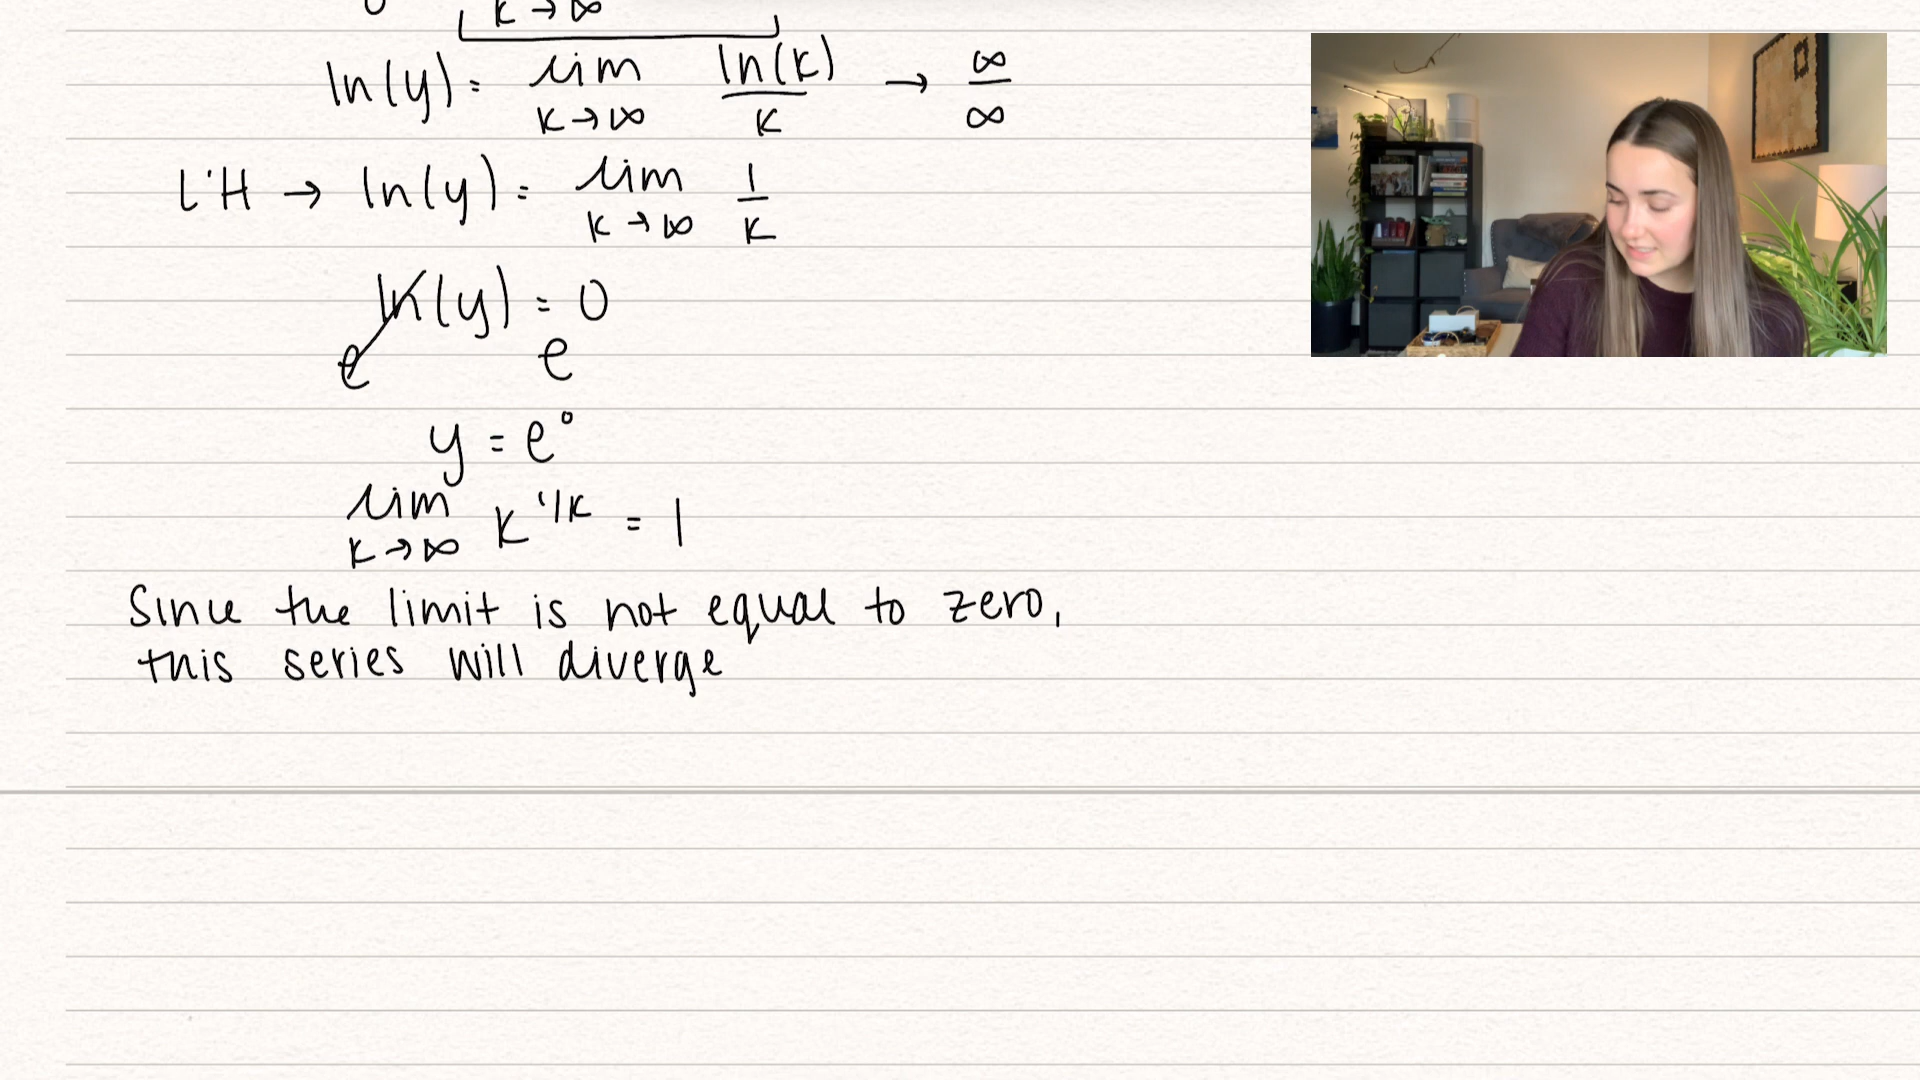 k → ∞
ln(y) = lim k→∞ ln(k)/k → ∞/∞
L'H → ln(y) = lim k→∞ 1/k
e^ln(y) = e^0
y = e^0
lim k→∞ k^1/k = 1
Since the limit is not equal to zero,
this series will diverge